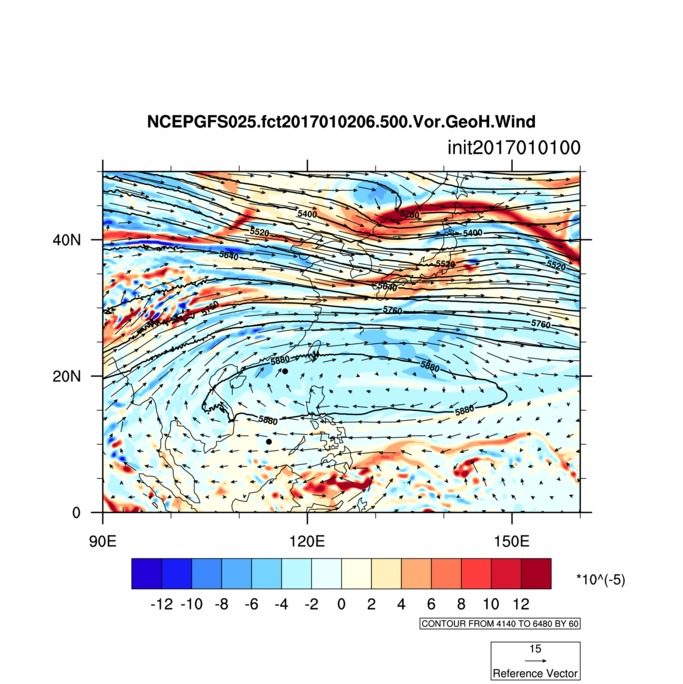 NCEPGFS025.fct2017010206.500.Vor.GeoH.Wind
init2017010100
5400
5280
5520
5400
5640
5520
5520
5640
5760
5760
5760
5880
5880
5880
5880
40N
20N
0
90E 120E 150E
-12 -10 -8 -6 -4 -2 0 2 4 6 8 10 12
*10^(-5)
CONTOUR FROM 4140 TO 6480 BY 60
15
Reference Vector